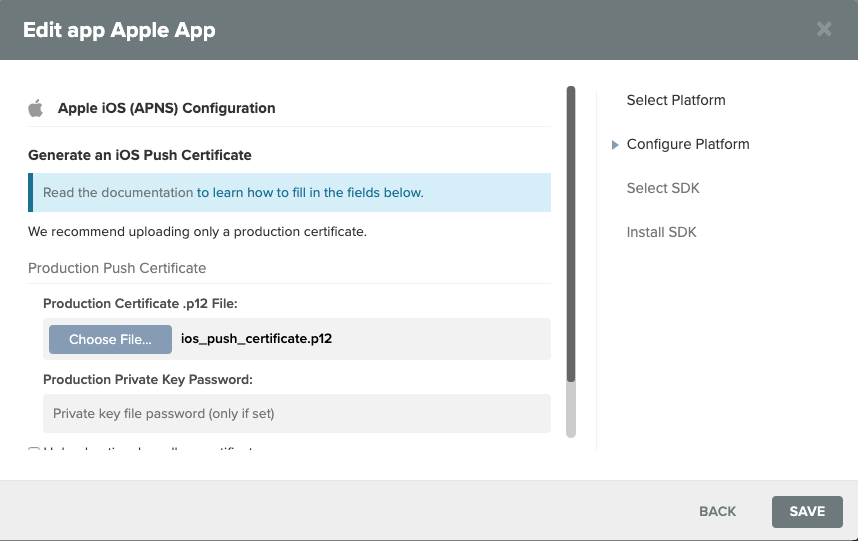 Edit app Apple App
×
Apple iOS (APNS) Configuration
Generate an iOS Push Certificate
Read the documentation to learn how to fill in the fields below.
We recommend uploading only a production certificate.
Production Push Certificate
Production Certificate .p12 File:
Choose File... ios_push_certificate.p12
Production Private Key Password:
Private key file password (only if set)
Select Platform
Configure Platform
Select SDK
Install SDK
BACK
SAVE